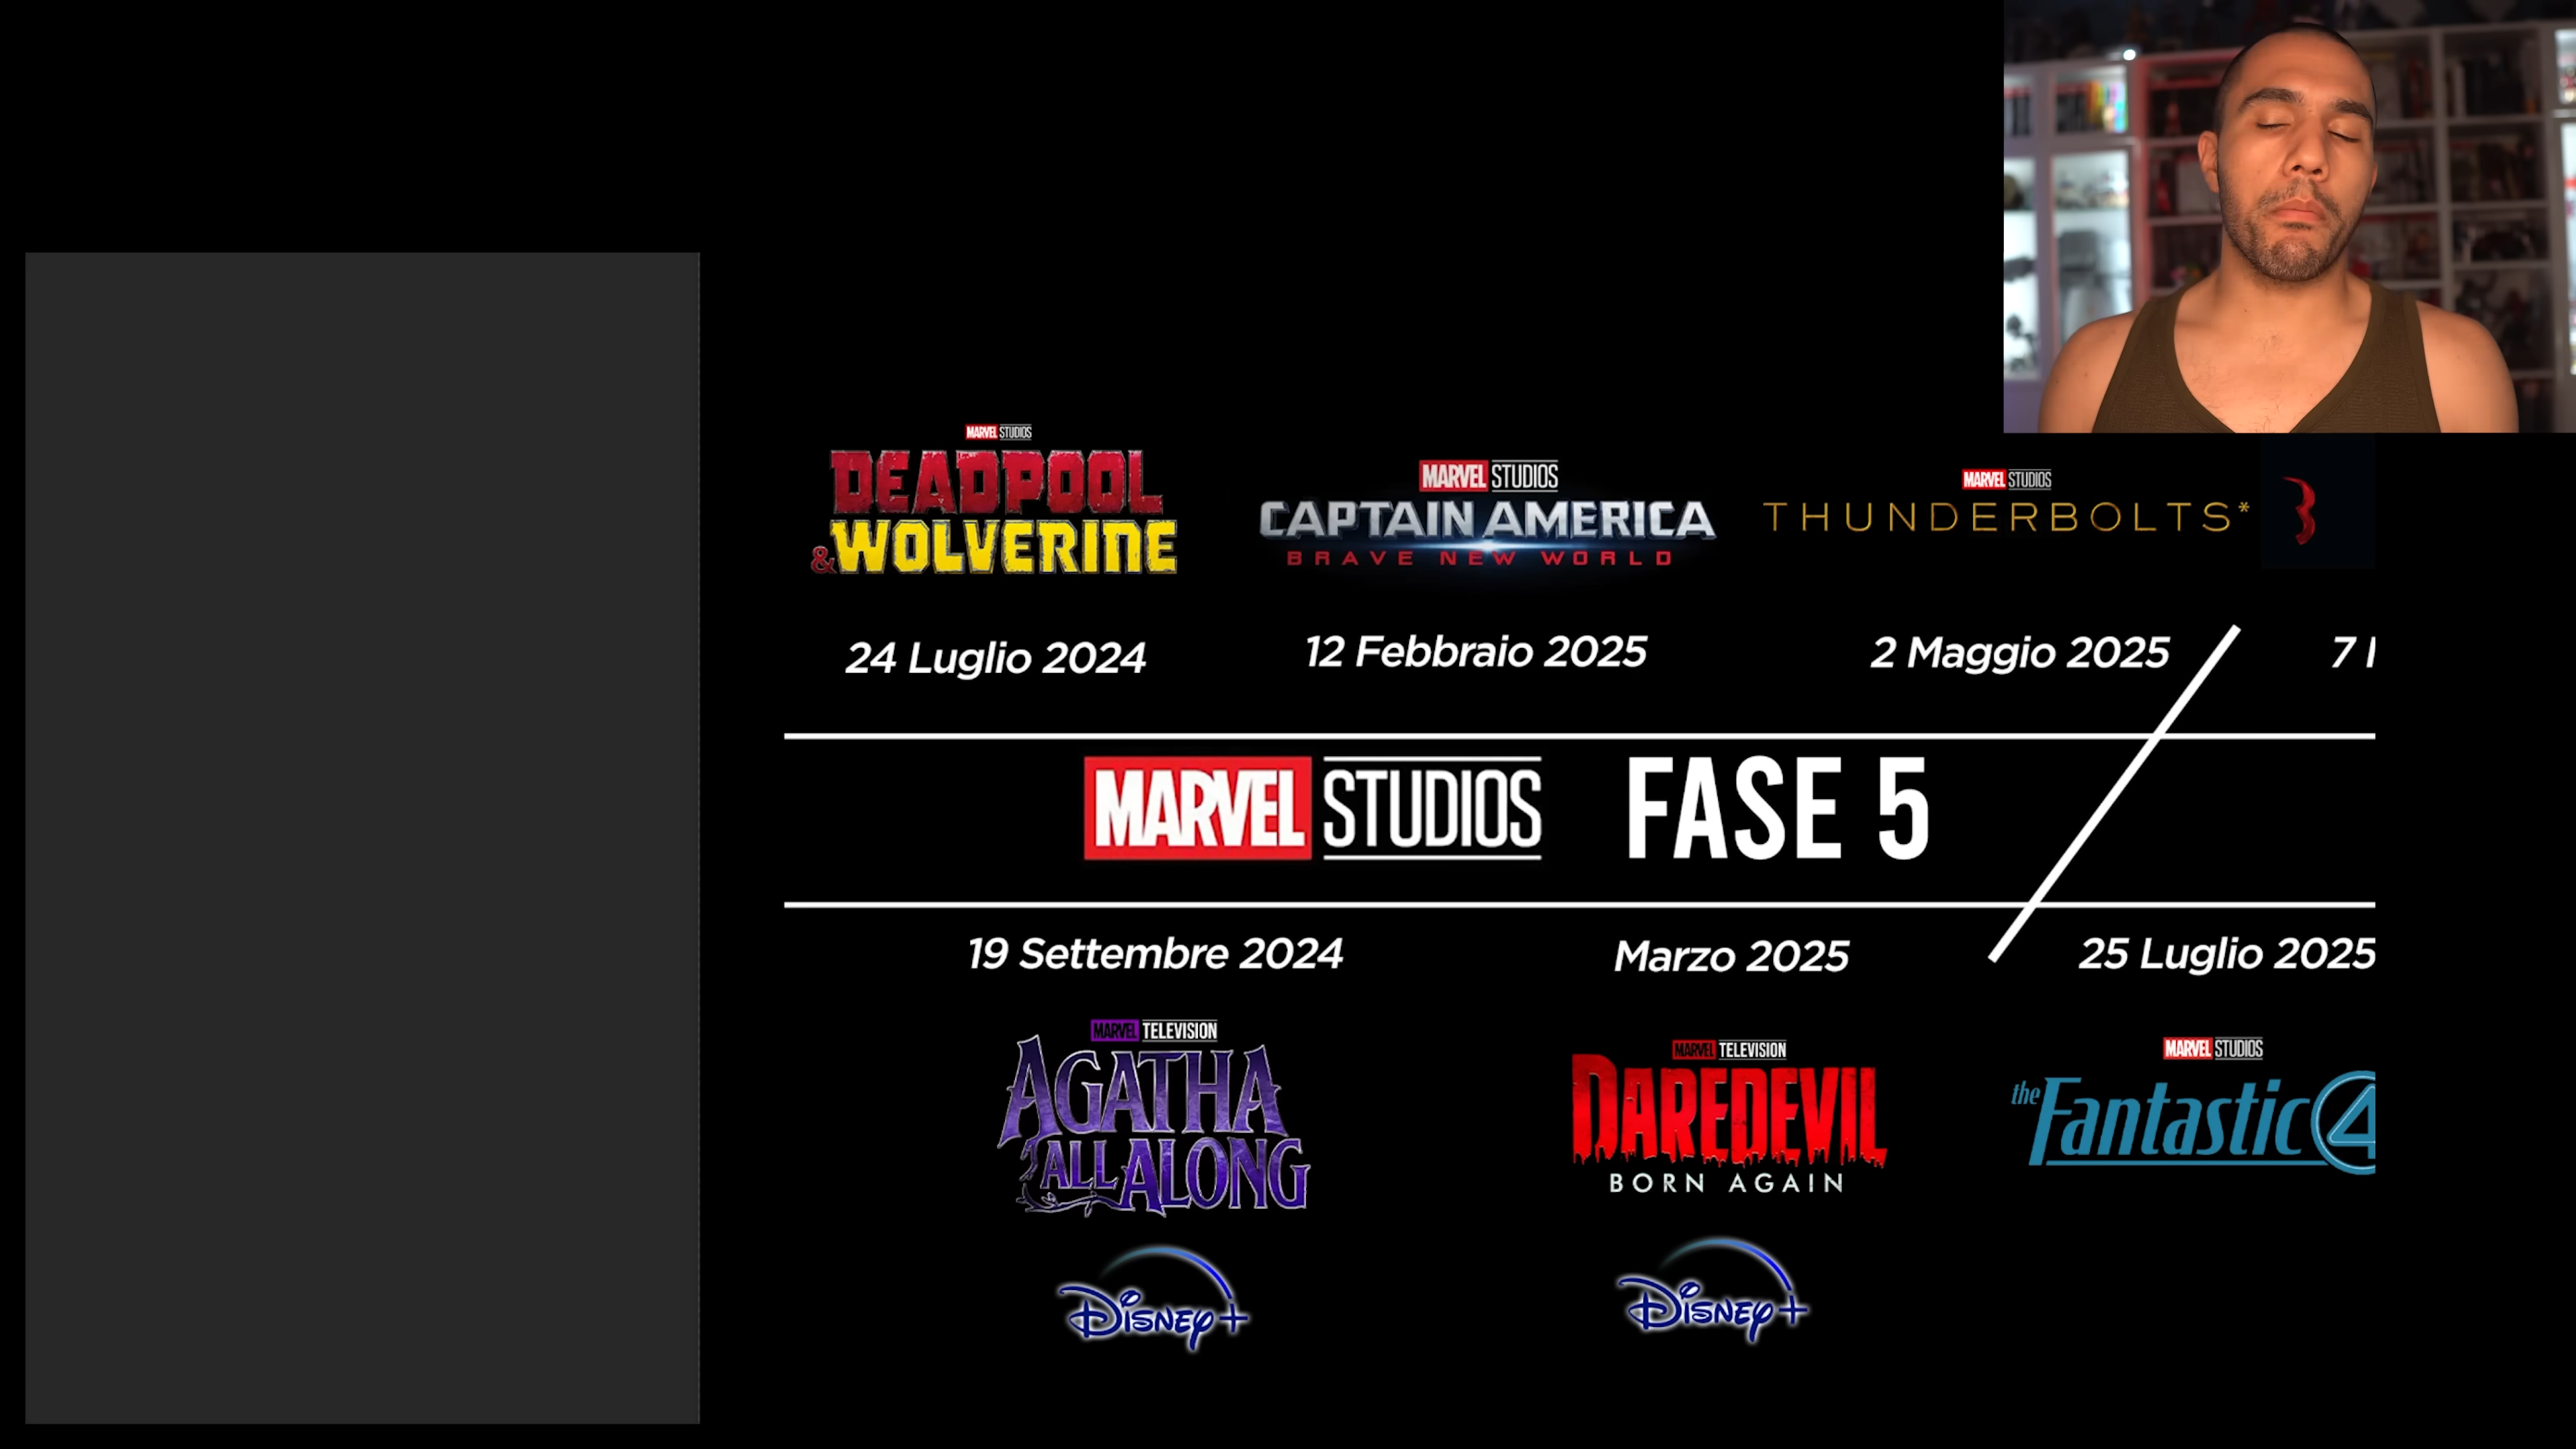 MARVEL STUDIOS
DEADPOOL
& WOLVERINE
24 Luglio 2024
MARVEL STUDIOS
CAPTAIN AMERICA
BRAVE NEW WORLD
12 Febbraio 2025
MARVEL STUDIOS
THUNDERBOLTS*
2 Maggio 2025
7
MARVEL STUDIOS FASE 5
19 Settembre 2024
MARVEL TELEVISION
AGATHA
ALL ALONG
Disney+
Marzo 2025
MARVEL TELEVISION
DAREDEVIL
BORN AGAIN
Disney+
25 Luglio 2025
MARVEL STUDIOS
the Fantastic 4